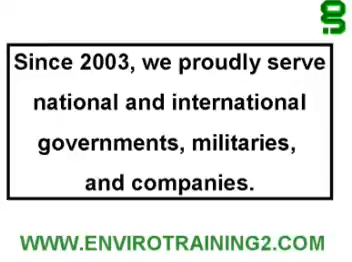 Since 2003, we proudly serve
national and international
governments, militaries,
and companies.
WWW.ENVIROTRAINING2.COM